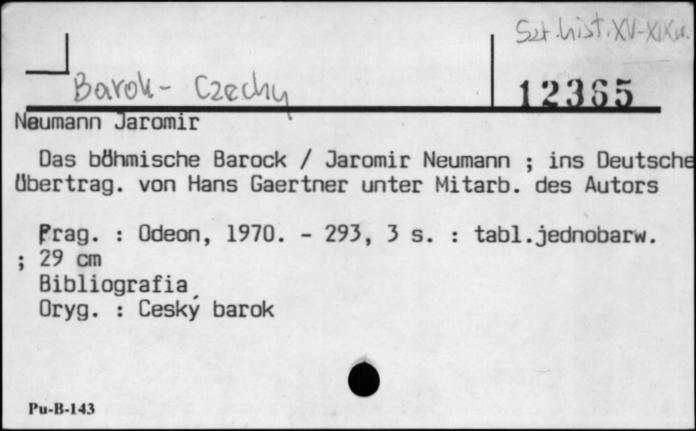 Szt. hist. XV-XIX w.
Barok - Czechy
12365
Neumann Jaromir
Das böhmische Barock / Jaromir Neumann ; ins Deutsche
übertrag. von Hans Gaertner unter Mitarb. des Autors
Prag. : Odeon, 1970. - 293, 3 s. : tabl.jednobarw.
; 29 cm
Bibliografia
Oryg. : Ceský barok
Pu-B-143